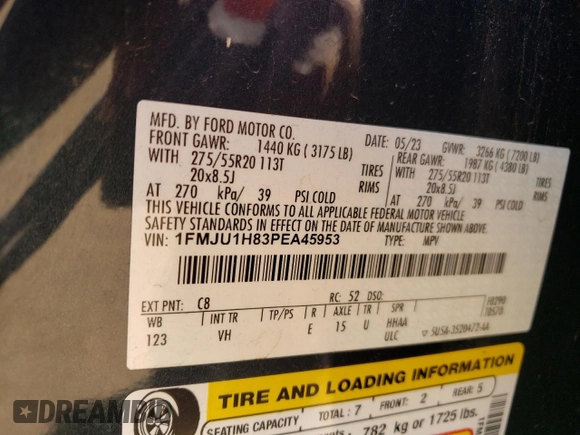 MFD. BY FORD MOTOR CO.
DATE: 05/23 GVWR: 3266 KG (7200 LB)
FRONT GAWR: 1440 KG (3175 LB) REAR GAWR: 1987 KG (4380 LB)
WITH 275/55R20 113T TIRES WITH 275/55R20 113T TIRES
20x8.5J RIMS 20x8.5J RIMS
AT 270 kPa/ 39 PSI COLD AT 270 kPa/ 39 PSI COLD
THIS VEHICLE CONFORMS TO ALL APPLICABLE FEDERAL MOTOR VEHICLE
SAFETY STANDARDS IN EFFECT ON THE DATE OF MANUFACTURE SHOWN ABOVE.
VIN: 1FMJU1H83PEA45953 TYPE: MPV
EXT PNT: C8 RC: 52 DSO: F0290
WB INT TR TP/PS R AXLE TR SPR T0570
123 VH E 15 U HHAA
ULC
TIRE AND LOADING INFORMATION
SEATING CAPACITY TOTAL: 7 FRONT: 2 REAR: 5
782 kg or 1725 lbs.